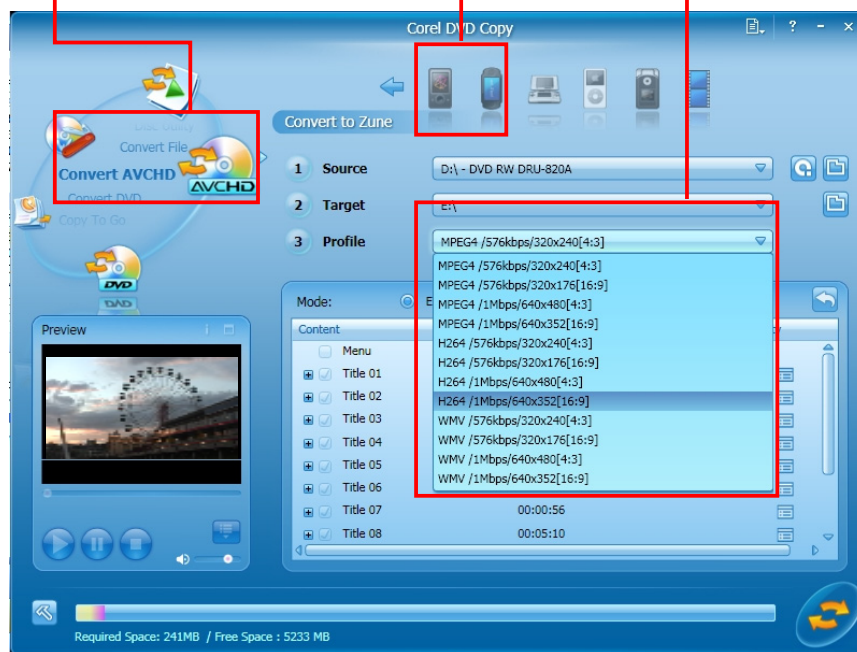 Corel DVD Copy
?
Convert to Zune
Convert File
Convert AVCHD
AVCHD
Convert DVD
Copy To Go
DVD
1 Source D:\ - DVD RW DRU-820A
2 Target E:\
3 Profile MPEG4 /576kbps/320x240[4:3]
MPEG4 /576kbps/320x240[4:3]
MPEG4 /576kbps/320x176[16:9]
MPEG4 /1Mbps/640x480[4:3]
MPEG4 /1Mbps/640x352[16:9]
H264 /576kbps/320x240[4:3]
H264 /576kbps/320x176[16:9]
H264 /1Mbps/640x480[4:3]
H264 /1Mbps/640x352[16:9]
WMV /576kbps/320x240[4:3]
WMV /576kbps/320x176[16:9]
WMV /1Mbps/640x480[4:3]
WMV /1Mbps/640x352[16:9]
Mode:
Content
Menu
Title 01
Title 02
Title 03
Title 04
Title 05
Title 06
Title 07 00:00:56
Title 08 00:05:10
Preview
Required Space: 241MB / Free Space : 5233 MB